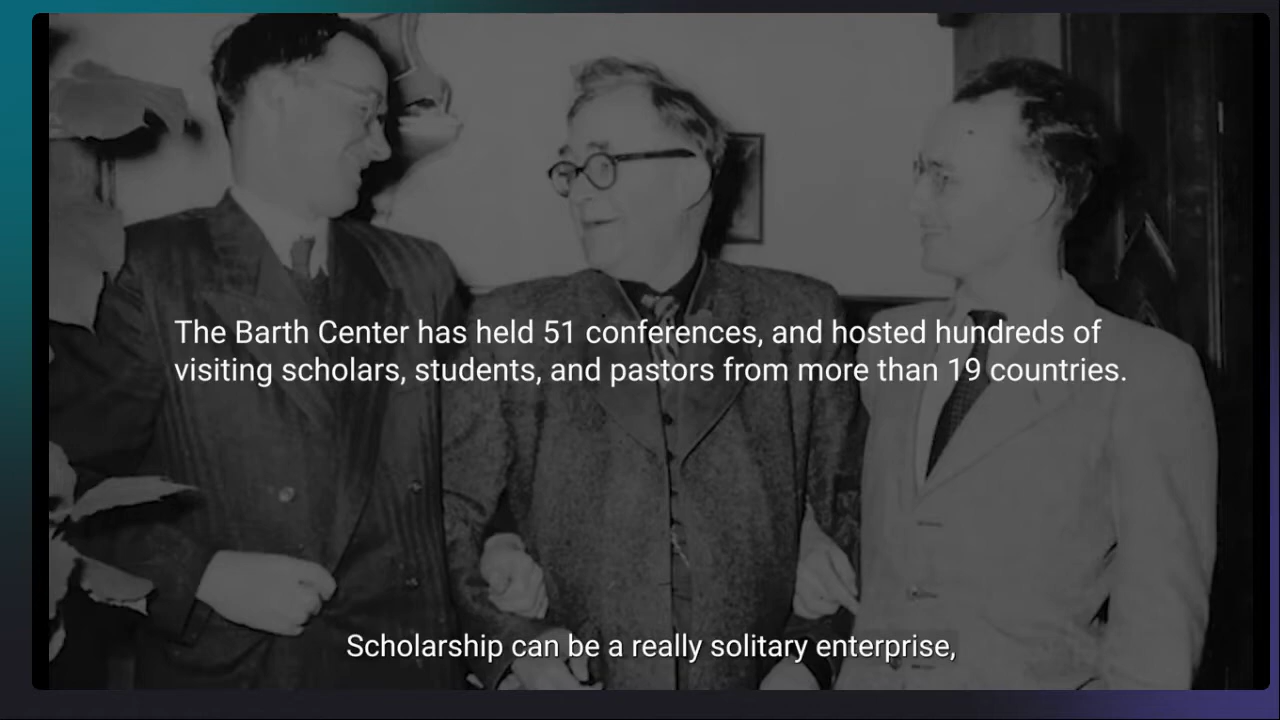 The Barth Center has held 51 conferences, and hosted hundreds of
visiting scholars, students, and pastors from more than 19 countries.
Scholarship can be a really solitary enterprise,